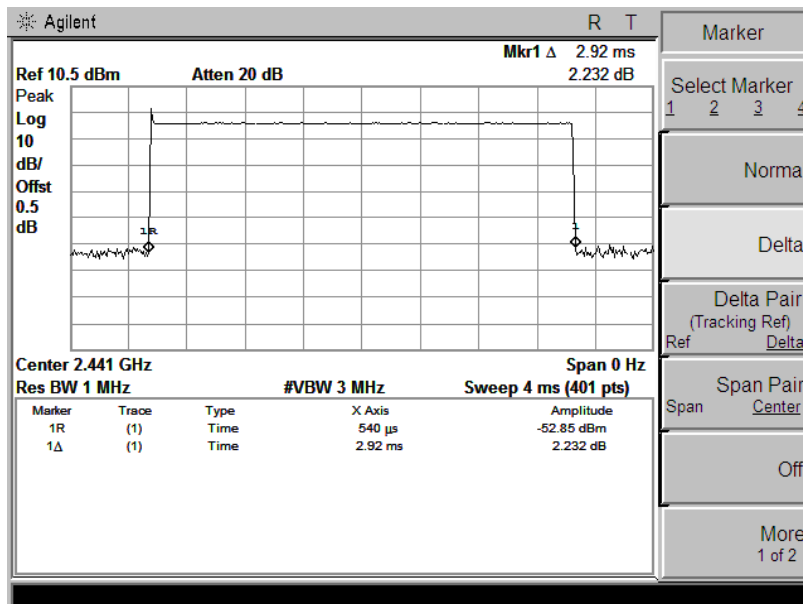 Agilent R T
Mkr1 Δ 2.92 ms
Ref 10.5 dBm Atten 20 dB 2.232 dB
Peak
Log
10
dB/
Offst
0.5
dB
1R
1
Center 2.441 GHz Span 0 Hz
Res BW 1 MHz #VBW 3 MHz Sweep 4 ms (401 pts)
Marker Trace Type X Axis Amplitude
1R (1) Time 540 µs -52.85 dBm
1Δ (1) Time 2.92 ms 2.232 dB
Marker
Select Marker
1 2 3 4
Norma
Delta
Delta Pair
(Tracking Ref)
Ref Delta
Span Pair
Span Center
Off
More
1 of 2